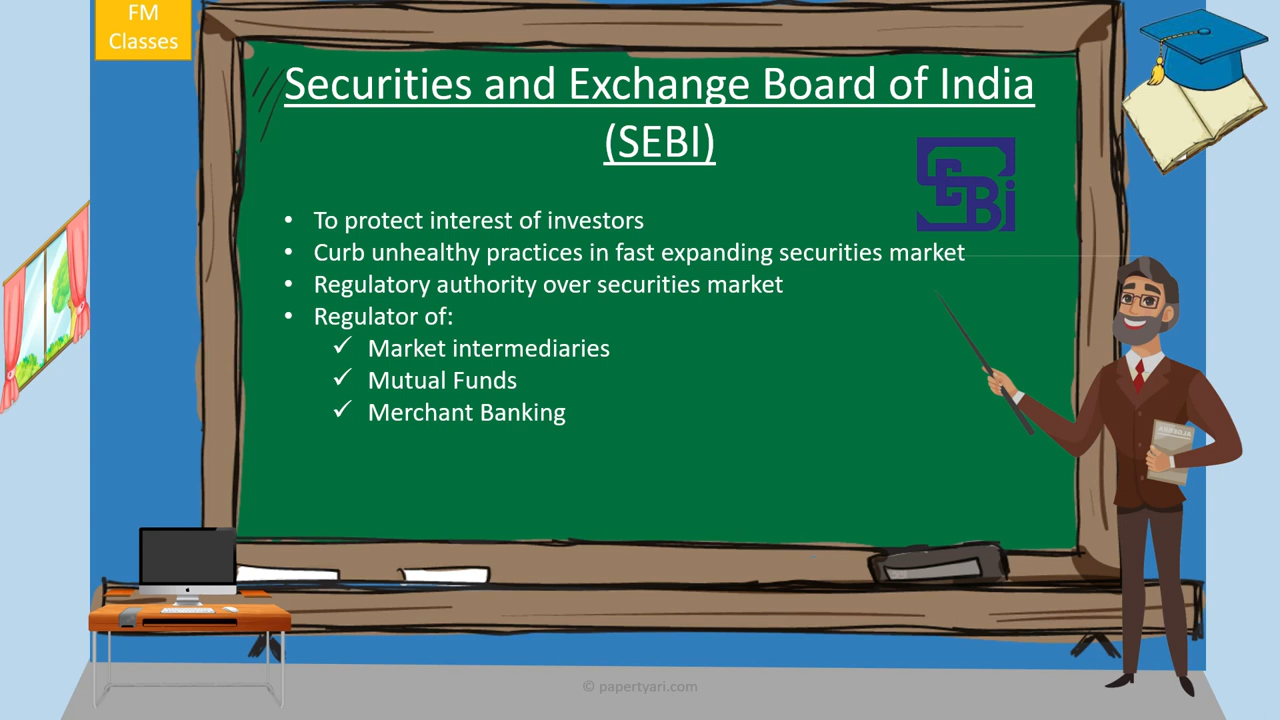 FM
Classes
Securities and Exchange Board of India
(SEBI)
SEBi
• To protect interest of investors
• Curb unhealthy practices in fast expanding securities market
• Regulatory authority over securities market
• Regulator of:
✓ Market intermediaries
✓ Mutual Funds
✓ Merchant Banking
© papertyari.com